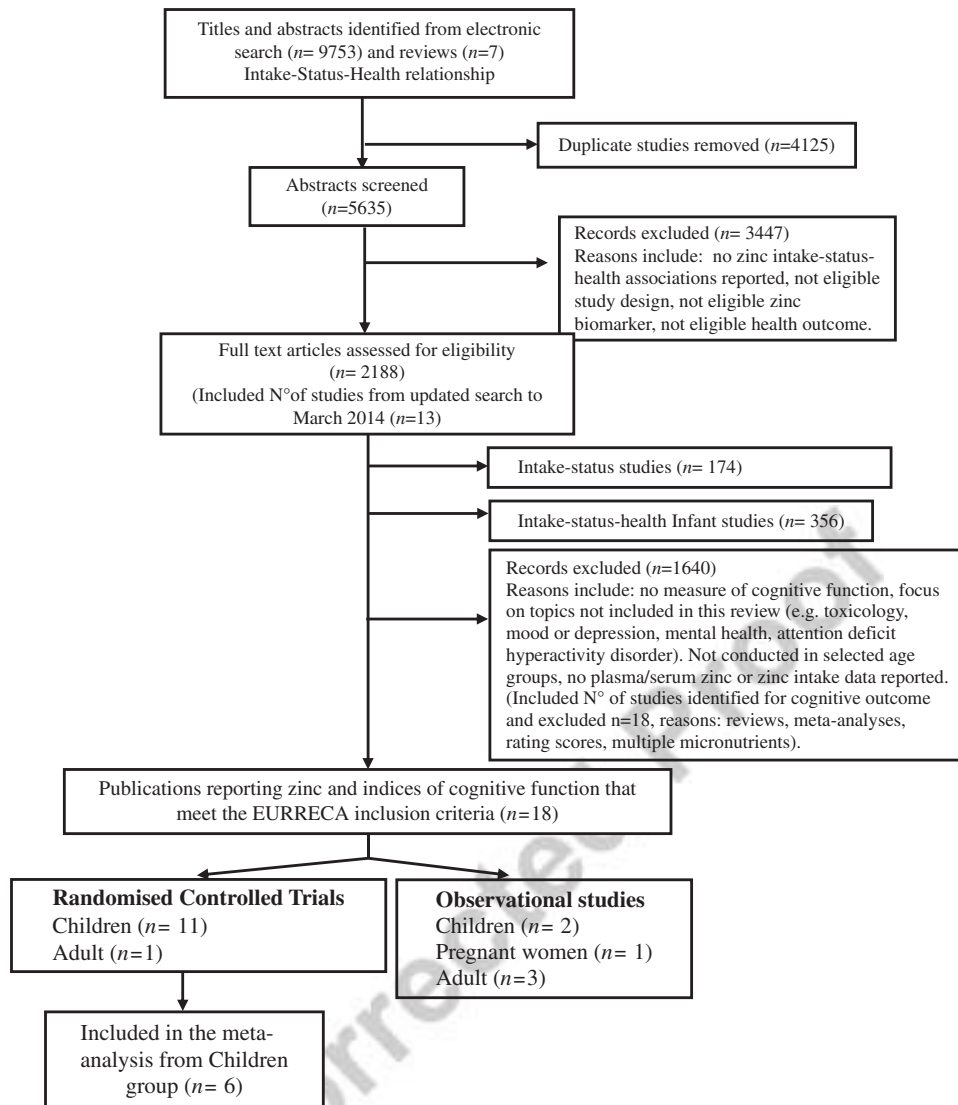 Titles and abstracts identified from electronic
search (n= 9753) and reviews (n=7)
Intake-Status-Health relationship
Duplicate studies removed (n=4125)
Abstracts screened
(n=5635)
Records excluded (n= 3447)
Reasons include: no zinc intake-status-
health associations reported, not eligible
study design, not eligible zinc
biomarker, not eligible health outcome.
Full text articles assessed for eligibility
(n= 2188)
(Included N°of studies from updated search to
March 2014 (n=13)
Intake-status studies (n= 174)
Intake-status-health Infant studies (n= 356)
Records excluded (n=1640)
Reasons include: no measure of cognitive function, focus
on topics not included in this review (e.g. toxicology,
mood or depression, mental health, attention deficit
hyperactivity disorder). Not conducted in selected age
groups, no plasma/serum zinc or zinc intake data reported.
(Included N° of studies identified for cognitive outcome
and excluded n=18, reasons: reviews, meta-analyses,
rating scores, multiple micronutrients).
Publications reporting zinc and indices of cognitive function that
meet the EURRECA inclusion criteria (n=18)
Randomised Controlled Trials
Children (n= 11)
Adult (n=1)
Observational studies
Children (n= 2)
Pregnant women (n= 1)
Adult (n=3)
Included in the meta-
analysis from Children
group (n= 6)
orrected Proof